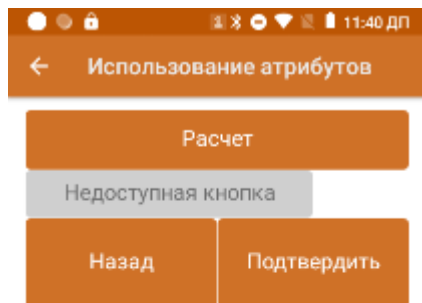 11:40 ДП
Использование атрибутов
Расчет
Недоступная кнопка
Назад Подтвердить